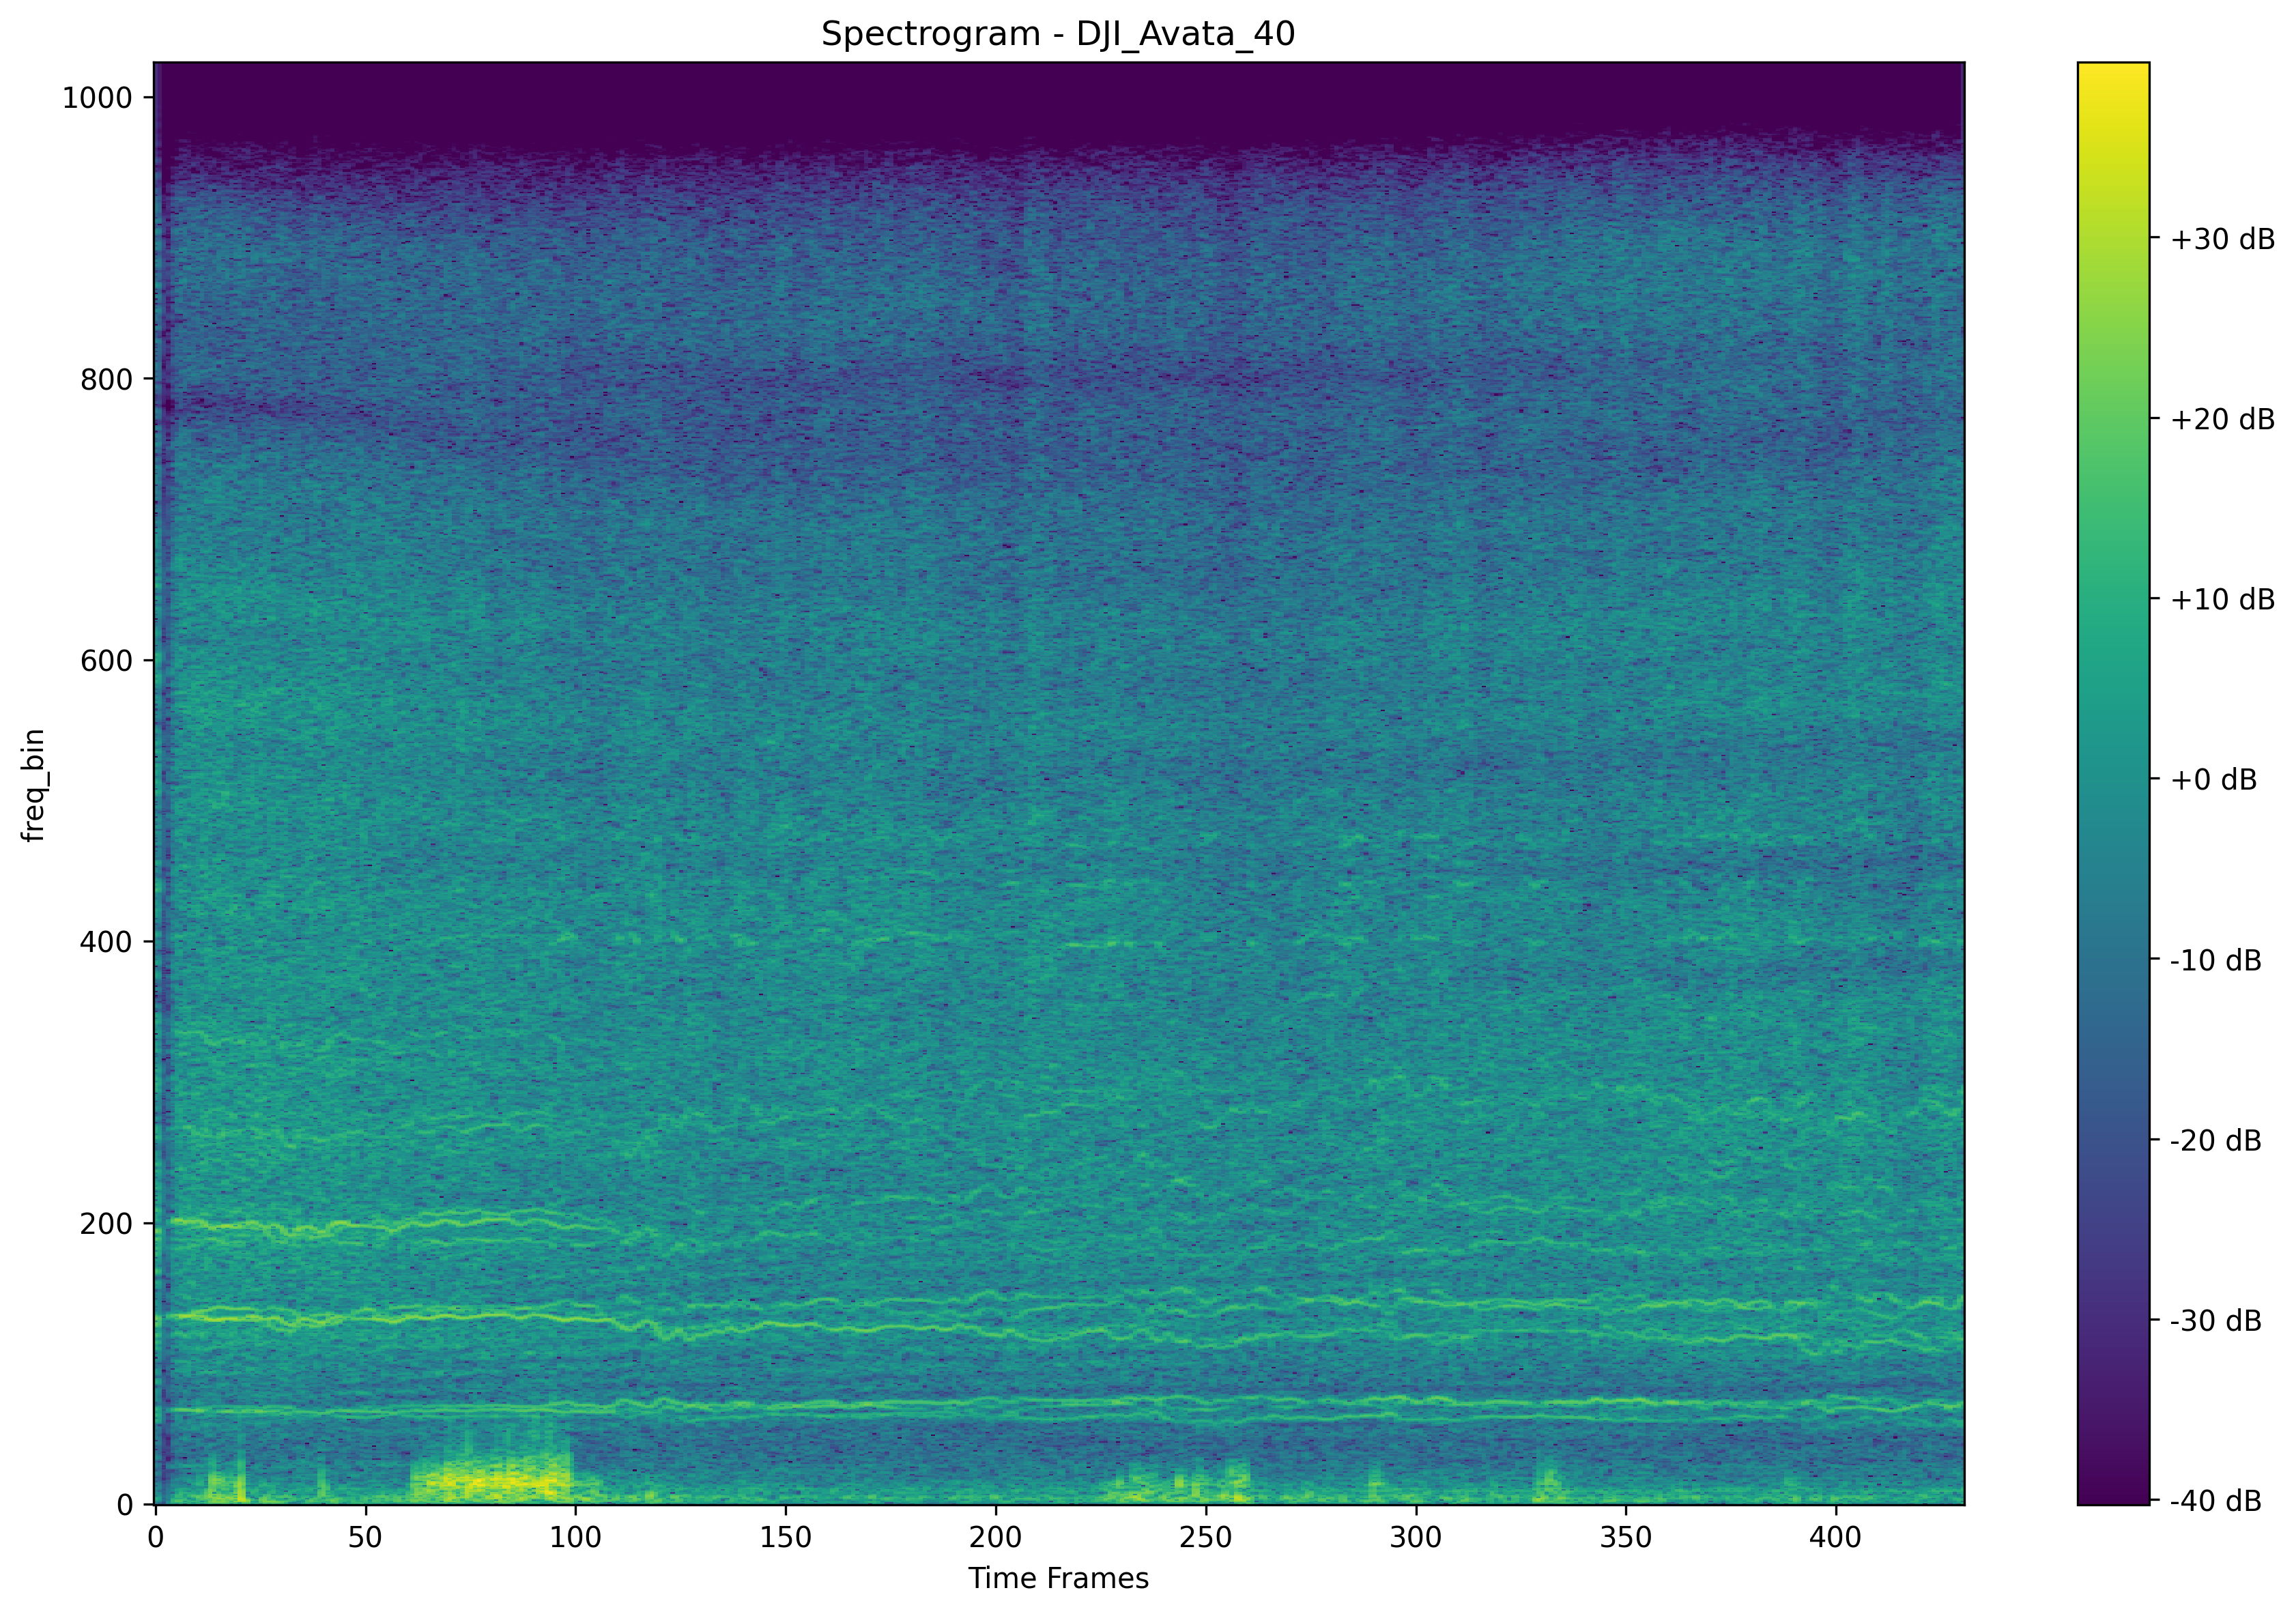 Spectrogram - DJI_Avata_40
1000
800
600
400
200
0
freq_bin
0
50
100
150
200
250
300
350
400
Time Frames
+30 dB
+20 dB
+10 dB
+0 dB
-10 dB
-20 dB
-30 dB
-40 dB